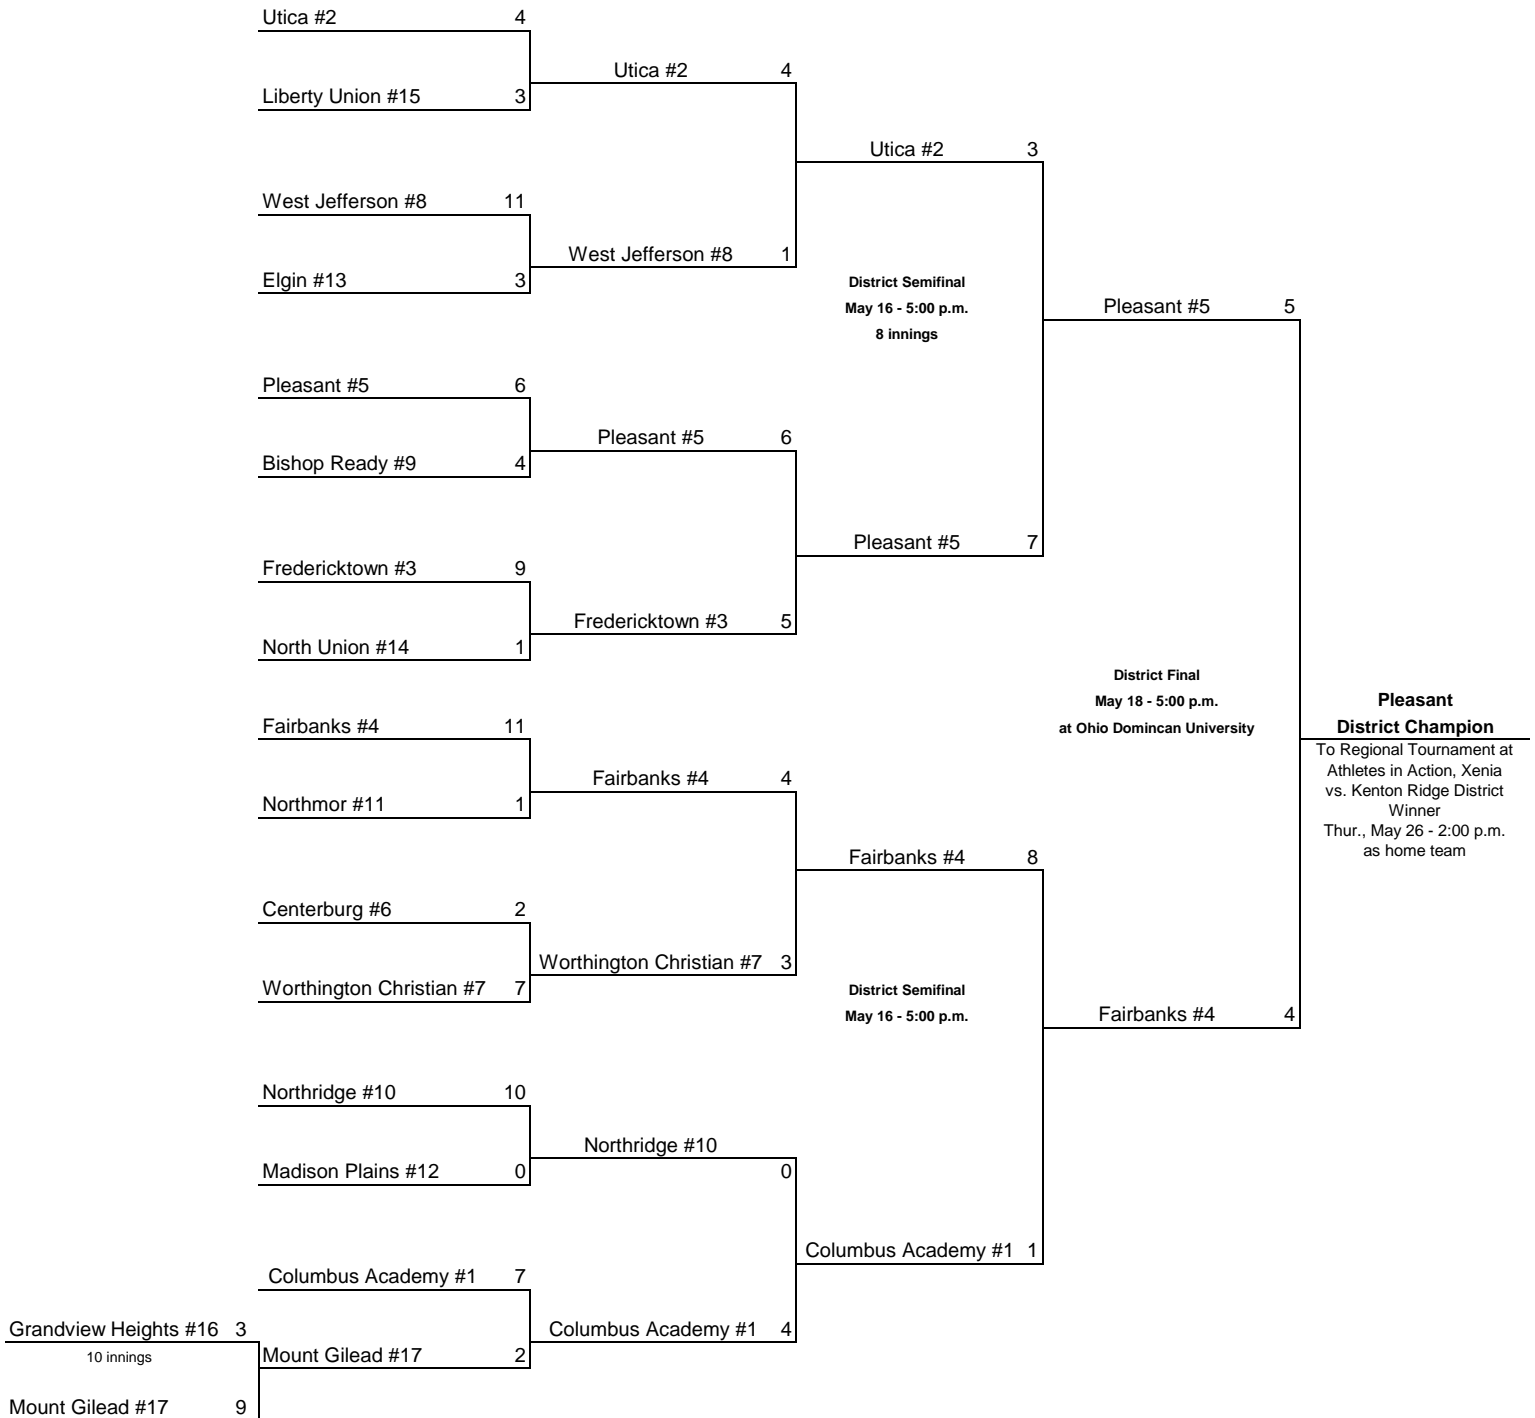 Utica #2 4
Utica #2 4
Liberty Union #15 3
Utica #2 3
West Jefferson #8 11
West Jefferson #8 1
Elgin #13 3
District Semifinal
May 16 - 5:00 p.m.
8 innings
Pleasant #5 5
Pleasant #5 6
Pleasant #5 6
Bishop Ready #9 4
Pleasant #5 7
Fredericktown #3 9
Fredericktown #3 5
North Union #14 1
District Final
May 18 - 5:00 p.m.
at Ohio Domincan University
Pleasant
District Champion
To Regional Tournament at
Athletes in Action, Xenia
vs. Kenton Ridge District
Winner
Thur., May 26 - 2:00 p.m.
as home team
Fairbanks #4 11
Fairbanks #4 4
Northmor #11 1
Fairbanks #4 8
Centerburg #6 2
Worthington Christian #7 3
Worthington Christian #7 7
District Semifinal
May 16 - 5:00 p.m.
Fairbanks #4 4
Northridge #10 10
Northridge #10
0
Madison Plains #12 0
Columbus Academy #1 1
Columbus Academy #1 7
Grandview Heights #16 3
Columbus Academy #1 4
10 innings
Mount Gilead #17 2
Mount Gilead #17 9